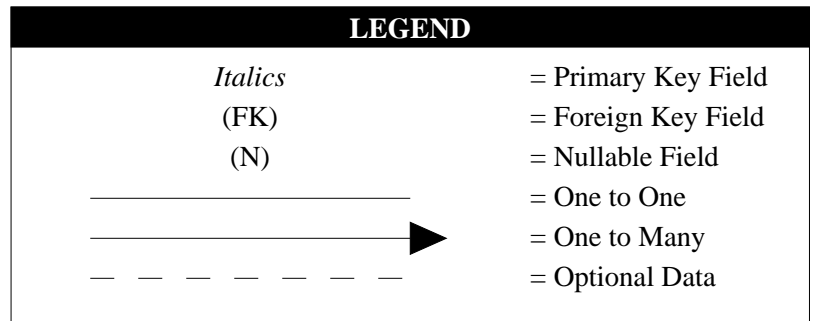 LEGEND
Italics = Primary Key Field
(FK) = Foreign Key Field
(N) = Nullable Field
= One to One
= One to Many
= Optional Data